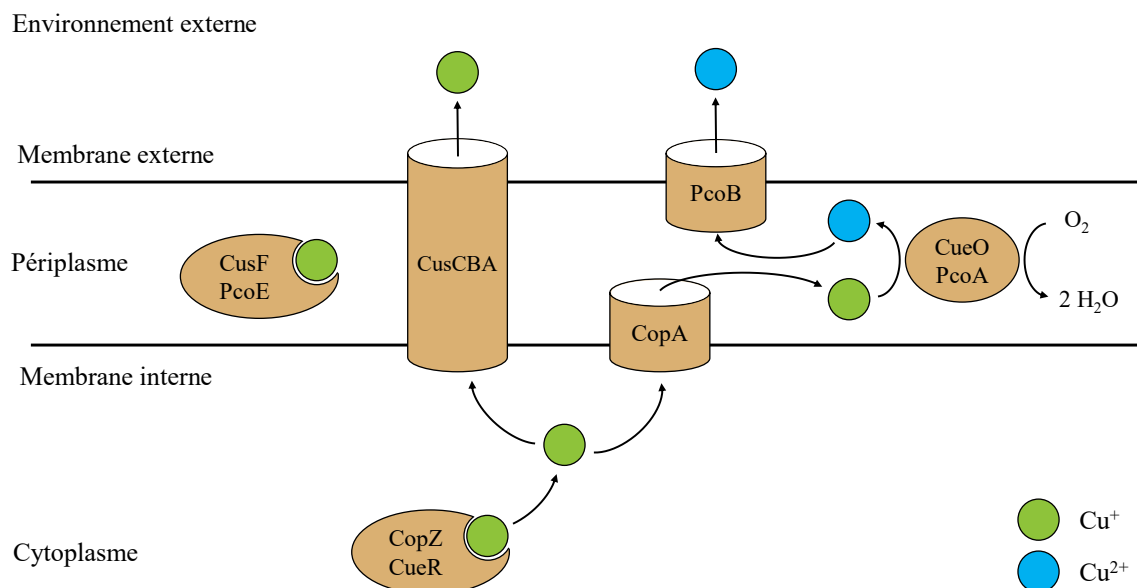 Environnement externe
Membrane externe
PcoB
Périplasme
CusF
PcoE
CusCBA
CueO
PcoA
O₂
2 H₂O
CopA
Membrane interne
CopZ
CueR
Cytoplasme
Cu⁺
Cu²⁺